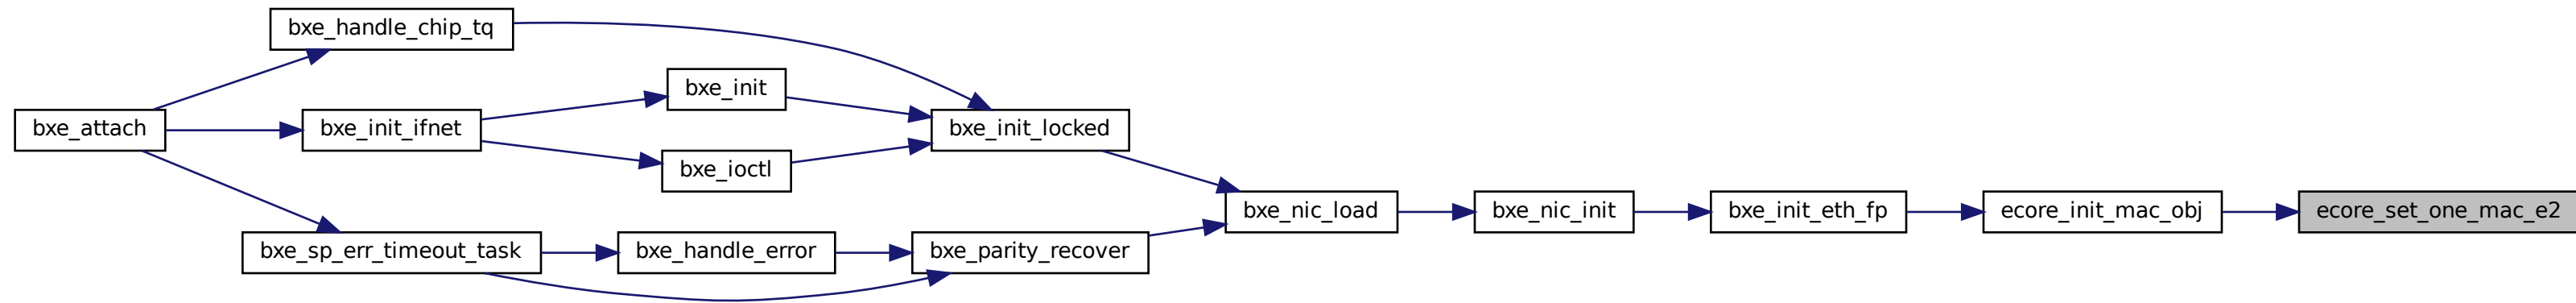 bxe_handle_chip_tq
bxe_init
bxe_attach
bxe_init_ifnet
bxe_init_locked
bxe_ioctl
bxe_nic_load
bxe_nic_init
bxe_init_eth_fp
ecore_init_mac_obj
ecore_set_one_mac_e2
bxe_sp_err_timeout_task
bxe_handle_error
bxe_parity_recover